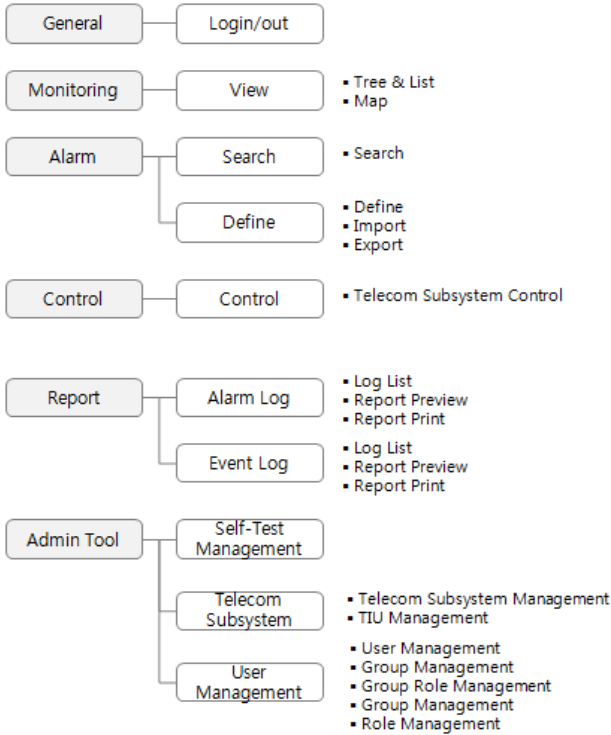 General
Login/out
Monitoring
View
▪ Tree & List
▪ Map
Alarm
Search
▪ Search
Define
▪ Define
▪ Import
▪ Export
Control
Control
▪ Telecom Subsystem Control
Report
Alarm Log
▪ Log List
▪ Report Preview
▪ Report Print
Event Log
▪ Log List
▪ Report Preview
▪ Report Print
Admin Tool
Self-Test
Management
Telecom
Subsystem
▪ Telecom Subsystem Management
▪ TIU Management
User
Management
▪ User Management
▪ Group Management
▪ Group Role Management
▪ Group Management
▪ Role Management